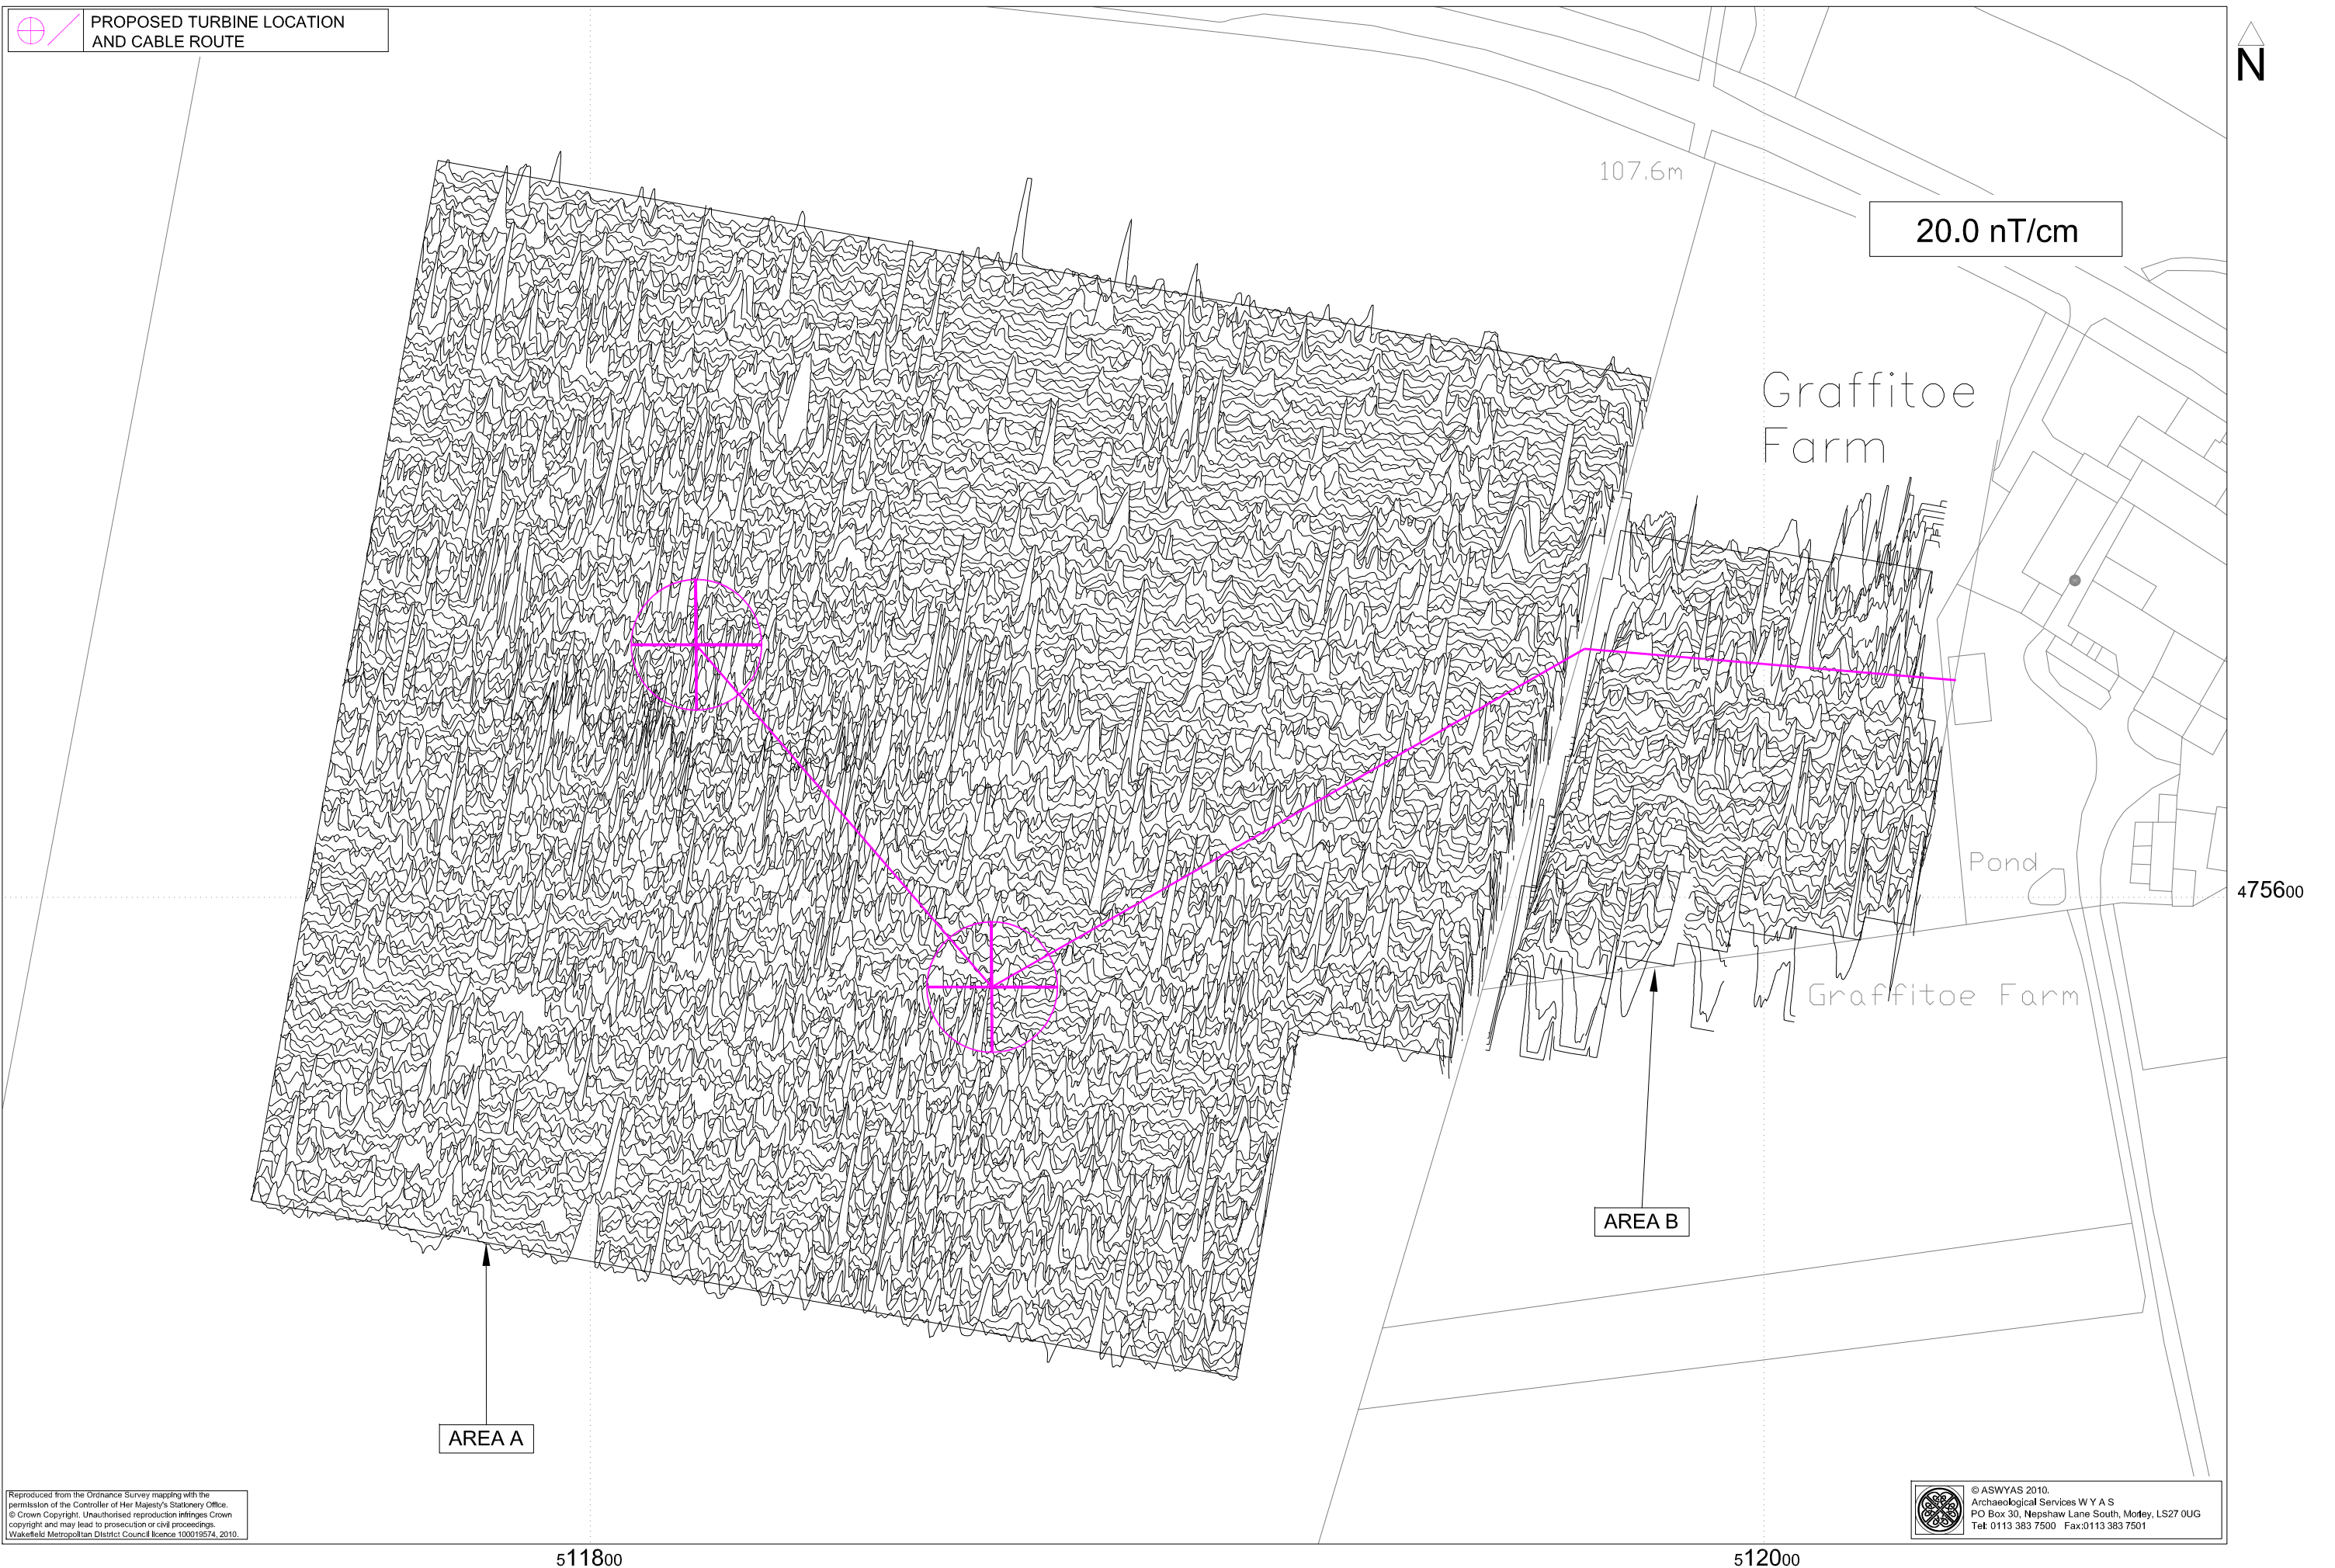 PROPOSED TURBINE LOCATION
AND CABLE ROUTE
N
107.6m
20.0 nT/cm
Graffitoe
Farm
Pond
475600
Graffitoe Farm
AREA B
AREA A
Reproduced from the Ordnance Survey mapping with the
permission of the Controller of Her Majesty's Stationery Office.
© Crown Copyright. Unauthorised reproduction infringes Crown
copyright and may lead to prosecution or civil proceedings.
Wakefield Metropolitan District Council licence 100019574, 2010.
© ASWYAS 2010.
Archaeological Services W Y A S
PO Box 30, Nepshaw Lane South, Morley, LS27 0UG
Tel: 0113 383 7500 Fax:0113 383 7501
511800
512000